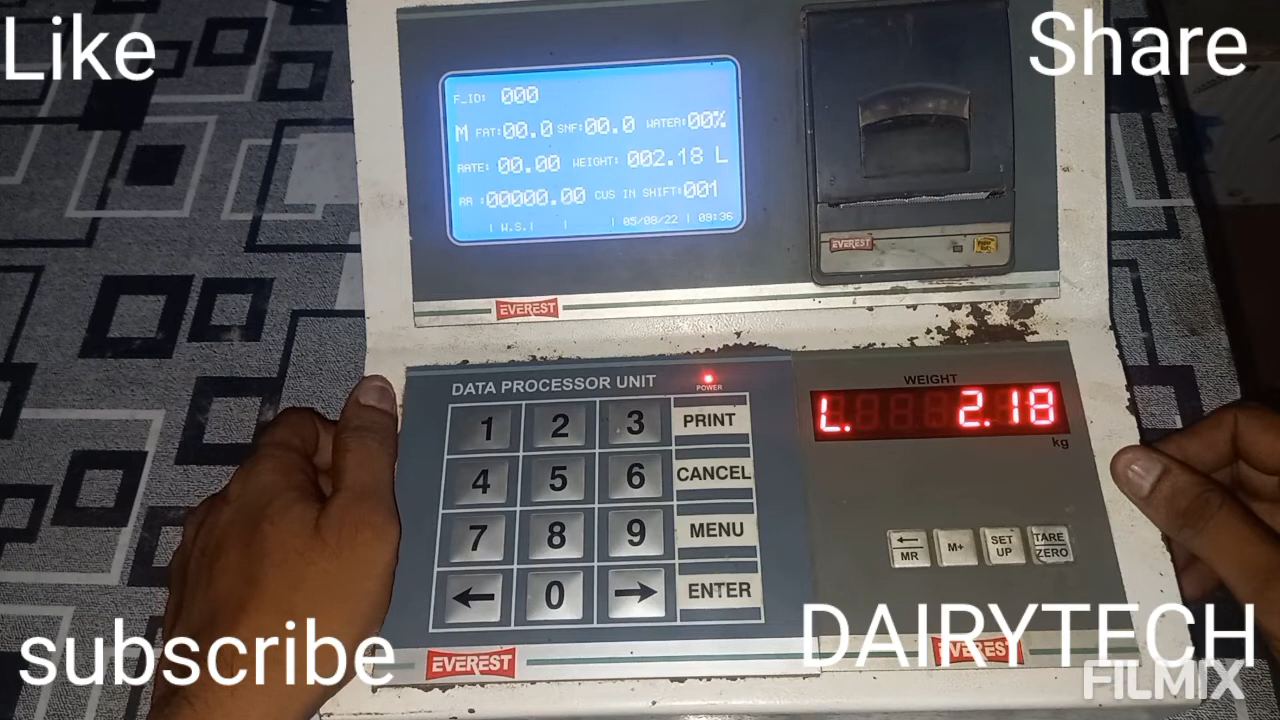 Like
Share
F_ID: 000
M FAT:00.0 SNF:00.0 WATER:00%
RATE: 00.00 WEIGHT: 002.18 L
RR :00000.00 CUS IN SHIFT:001
| W.S.| | | 05/08/22 | 09:36
EVEREST
EVEREST
DATA PROCESSOR UNIT
POWER
WEIGHT
1 2 3 PRINT
L. 2.18
kg
4 5 6 CANCEL
7 8 9 MENU
← MR
M+
SET UP
TARE ZERO
← 0 → ENTER
subscribe
DAIRYTECH
EVEREST
EVEREST
FILMIX